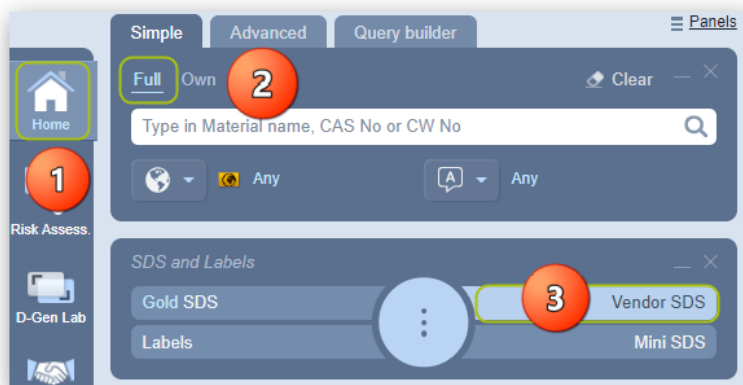 Simple
Advanced
Query builder
Panels
Full
Own
2
Clear
Home
Type in Material name, CAS No or CW No
1
Any
A
Any
Risk Assess.
SDS and Labels
Gold SDS
3
Vendor SDS
D-Gen Lab
Labels
Mini SDS